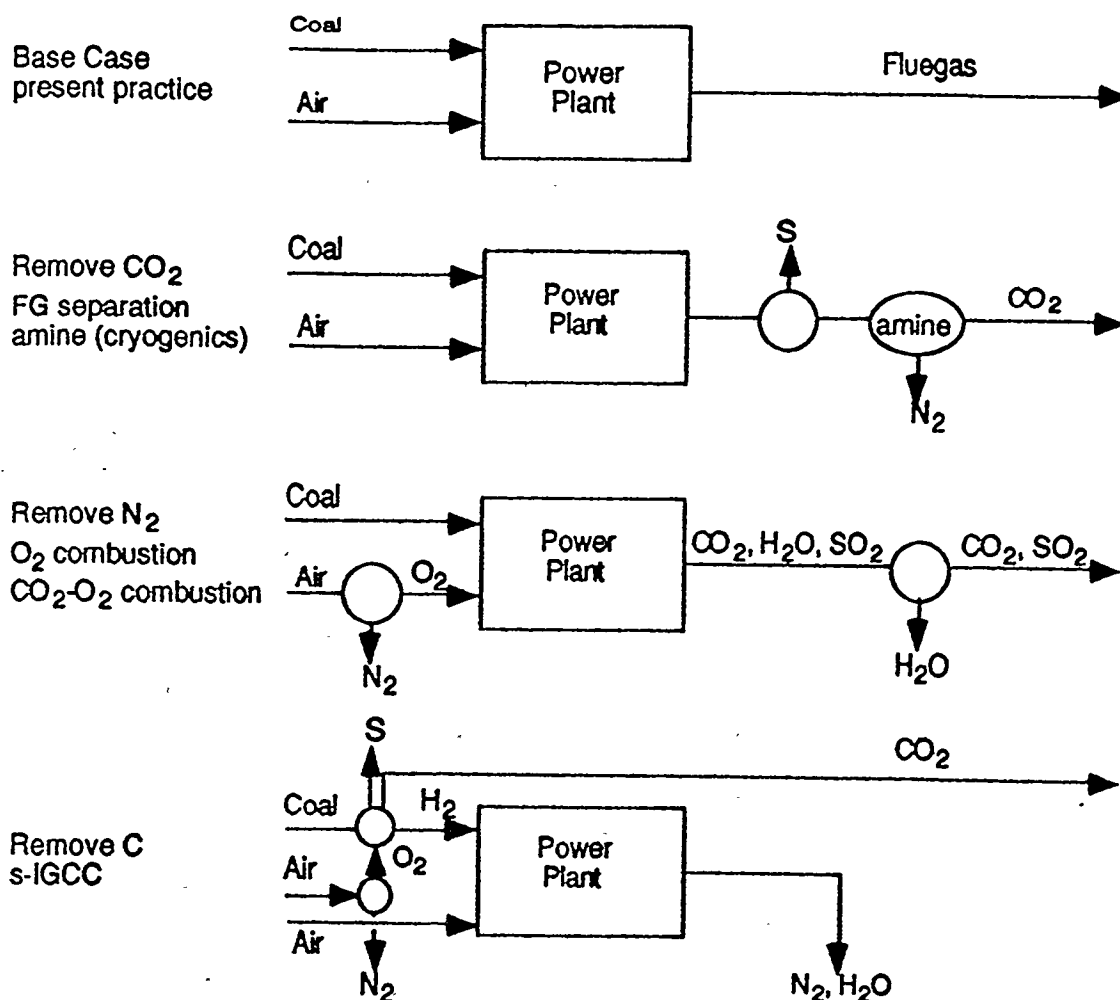 Base Case
present practice
Coal
Air
Power
Plant
Fluegas
Remove CO₂
FG separation
amine (cryogenics)
Coal
Air
Power
Plant
S
amine
N₂
CO₂
Remove N₂
O₂ combustion
CO₂-O₂ combustion
Coal
Air
O₂
N₂
Power
Plant
CO₂, H₂O, SO₂
CO₂, SO₂
H₂O
Remove C
s-IGCC
S
CO₂
Coal
H₂
Air
O₂
Air
N₂
Power
Plant
N₂, H₂O